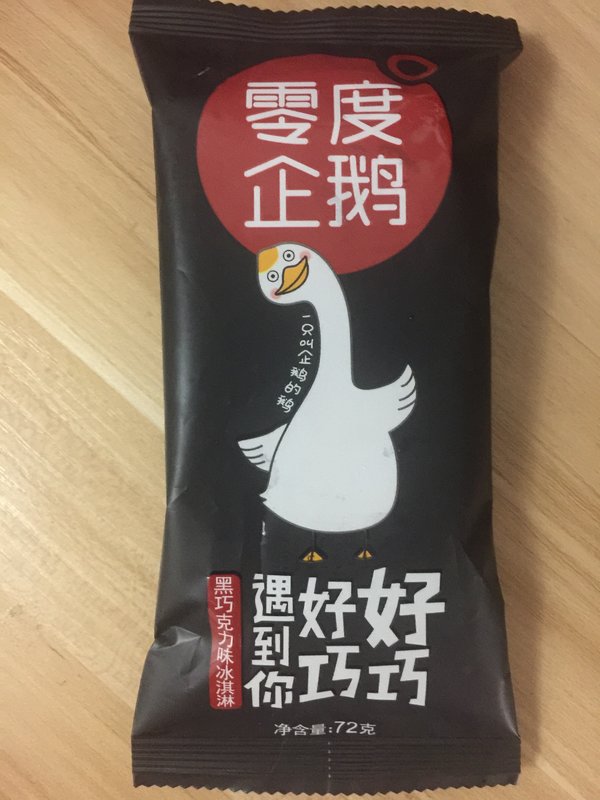 零度
企鹅
一只叫企鹅的鹅
好巧
好巧
遇到你
黑巧克力味冰淇淋
净含量:72克